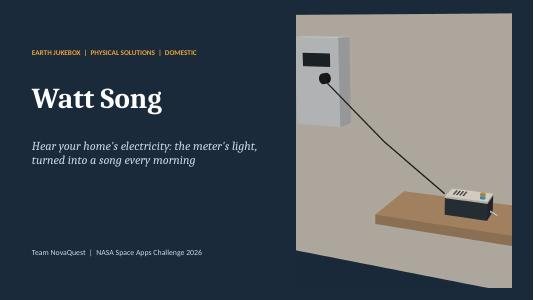 EARTH JUKEBOX | PHYSICAL SOLUTIONS | DOMESTIC
Watt Song
Hear your home's electricity: the meter's light,
turned into a song every morning
Team NovaQuest | NASA Space Apps Challenge 2026